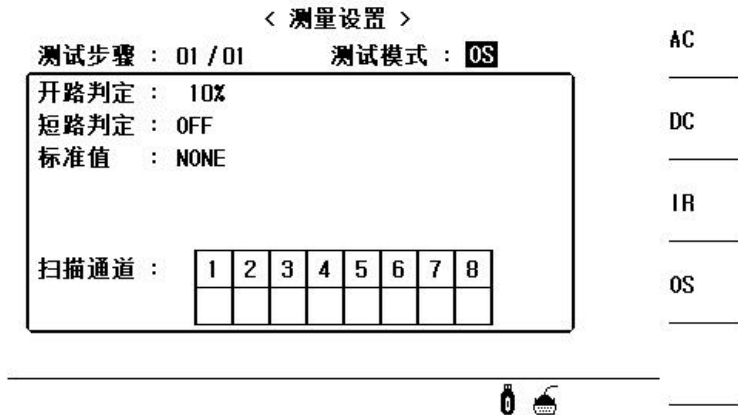 < 测量设置 >
测试步骤 : 01 / 01 测试模式 : OS
开路判定 : 10%
短路判定 : OFF
标准值 : NONE
扫描通道 : 1 2 3 4 5 6 7 8
AC
DC
IR
OS